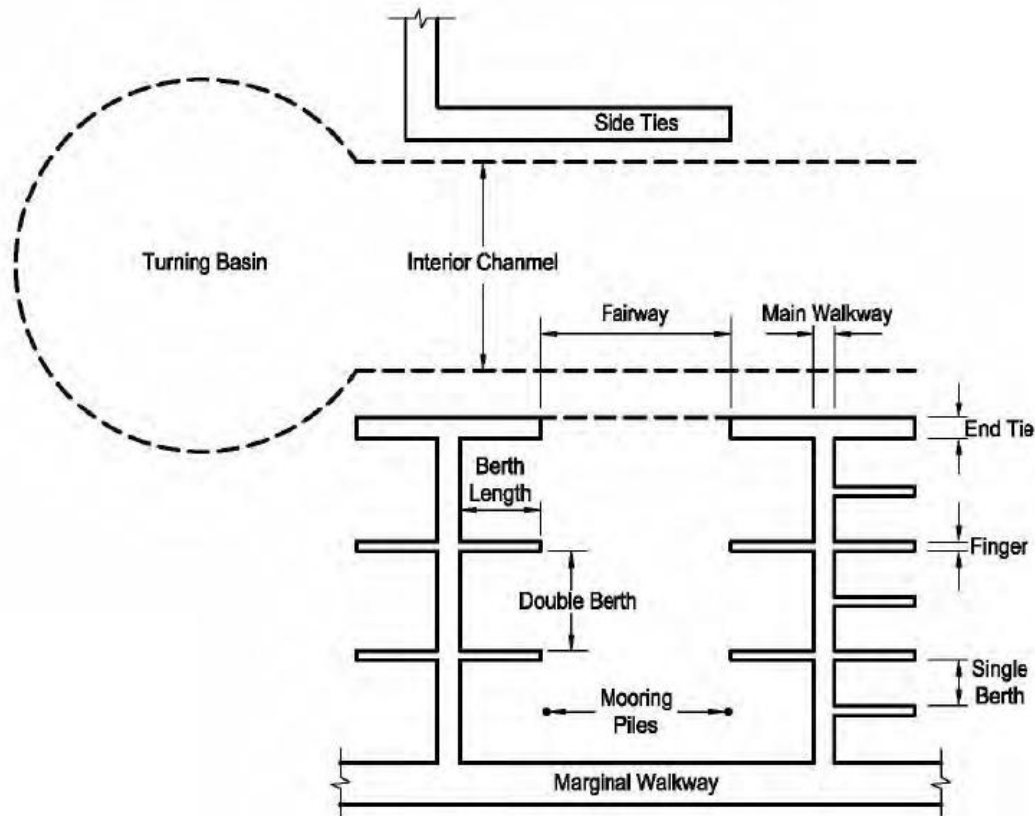 Side Ties
Turning Basin
Interior Chanmel
Fairway
Main Walkway
End Tie
Berth
Length
Finger
Double Berth
Single
Berth
Mooring
Piles
Marginal Walkway